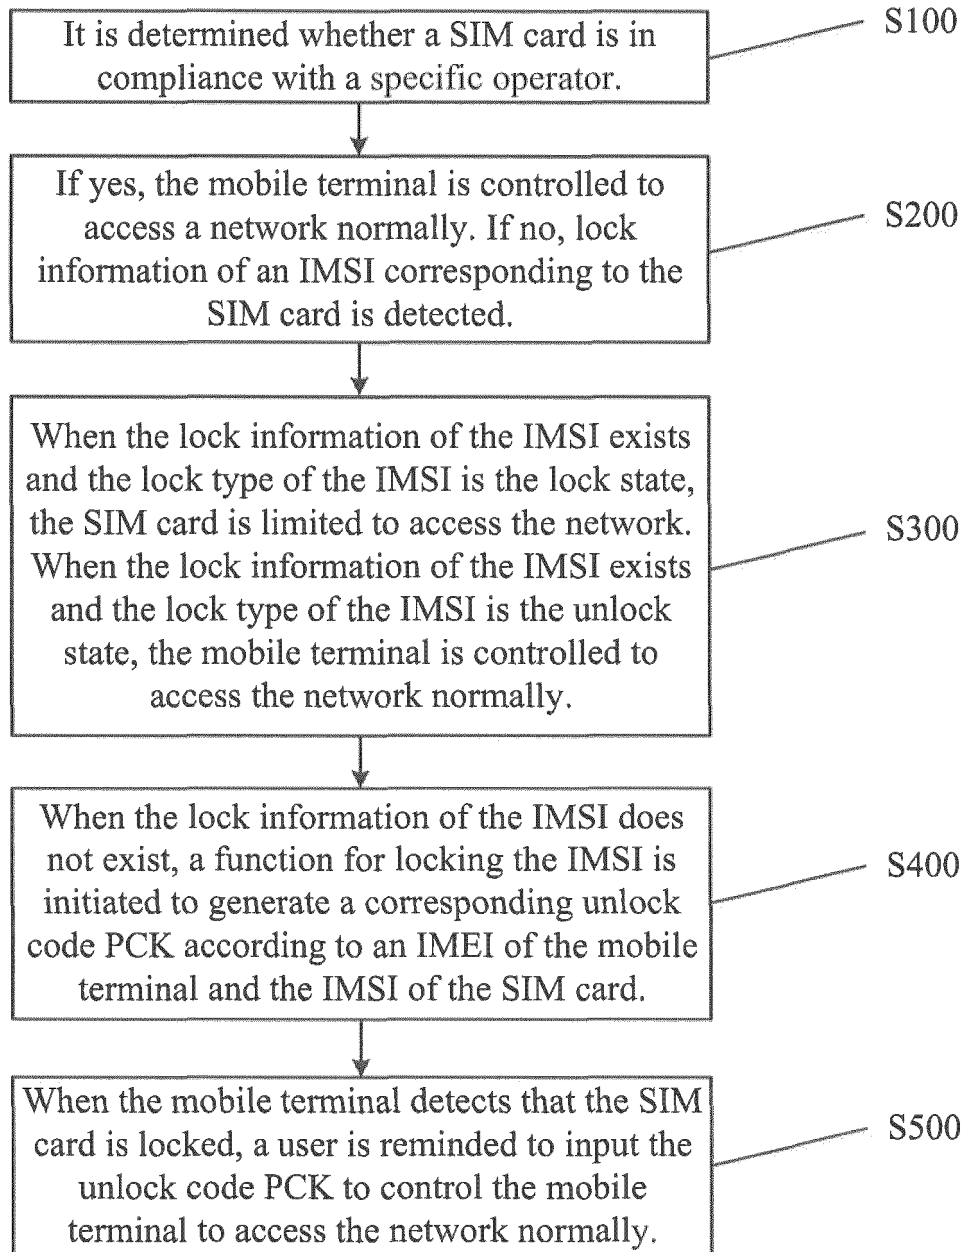 It is determined whether a SIM card is in
compliance with a specific operator.
S100
If yes, the mobile terminal is controlled to
access a network normally. If no, lock
information of an IMSI corresponding to the
SIM card is detected.
S200
When the lock information of the IMSI exists
and the lock type of the IMSI is the lock state,
the SIM card is limited to access the network.
When the lock information of the IMSI exists
and the lock type of the IMSI is the unlock
state, the mobile terminal is controlled to
access the network normally.
S300
When the lock information of the IMSI does
not exist, a function for locking the IMSI is
initiated to generate a corresponding unlock
code PCK according to an IMEI of the mobile
terminal and the IMSI of the SIM card.
S400
When the mobile terminal detects that the SIM
card is locked, a user is reminded to input the
unlock code PCK to control the mobile
terminal to access the network normally.
S500